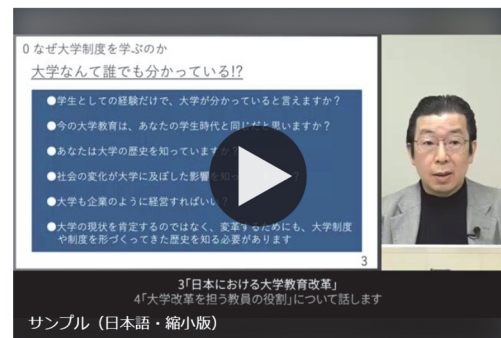 0 なぜ大学制度を学ぶのか
大学なんて誰でも分かっている!?
●学生としての経験だけで、大学が分かっていると言えますか？
●今の大学教育は、あなたの学生時代と同じだと思いますか？
●あなたは大学の歴史を知っていますか？
●社会の変化が大学に及ぼした影響を知っ
●大学も企業のように経営すればいい？
●大学の現状を肯定するのではなく、変革するためにも、大学制度
や制度を形づくってきた歴史を知る必要があります
3
3「日本における大学教育改革」
4「大学改革を担う教員の役割」について話します
サンプル（日本語・縮小版）